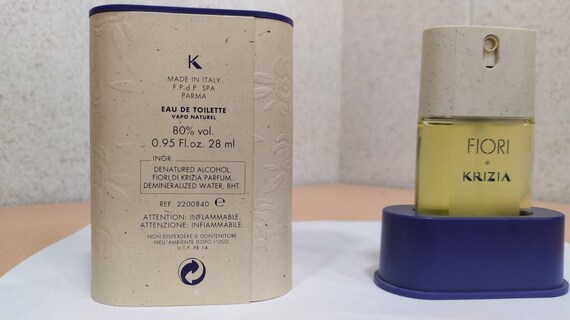 K
MADE IN ITALY
F.P.d P. SPA
PARMA
EAU DE TOILETTE
VAPO NATUREL
80% vol.
0.95 Fl.oz. 28 ml
INGR.
DENATURED ALCOHOL,
FIORI DI KRIZIA PARFUM,
DEMINERALIZED WATER, BHT.
REF. 2200840 ℮
ATTENTION: INFLAMMABLE.
ATTENZIONE: INFIAMMABILE.
NON DISPERDERE IL CONTENITORE
NELL'AMBIENTE DOPO L'USO.
U.T.F. PR 14
FIORI
di
KRIZIA